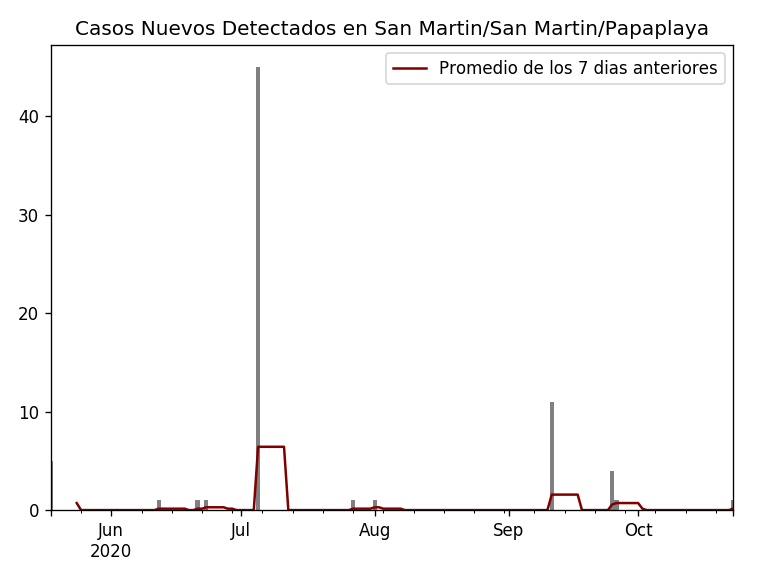 Casos Nuevos Detectados en San Martin/San Martin/Papaplaya
Promedio de los 7 dias anteriores
40
30
20
10
0
Jun
2020
Jul
Aug
Sep
Oct